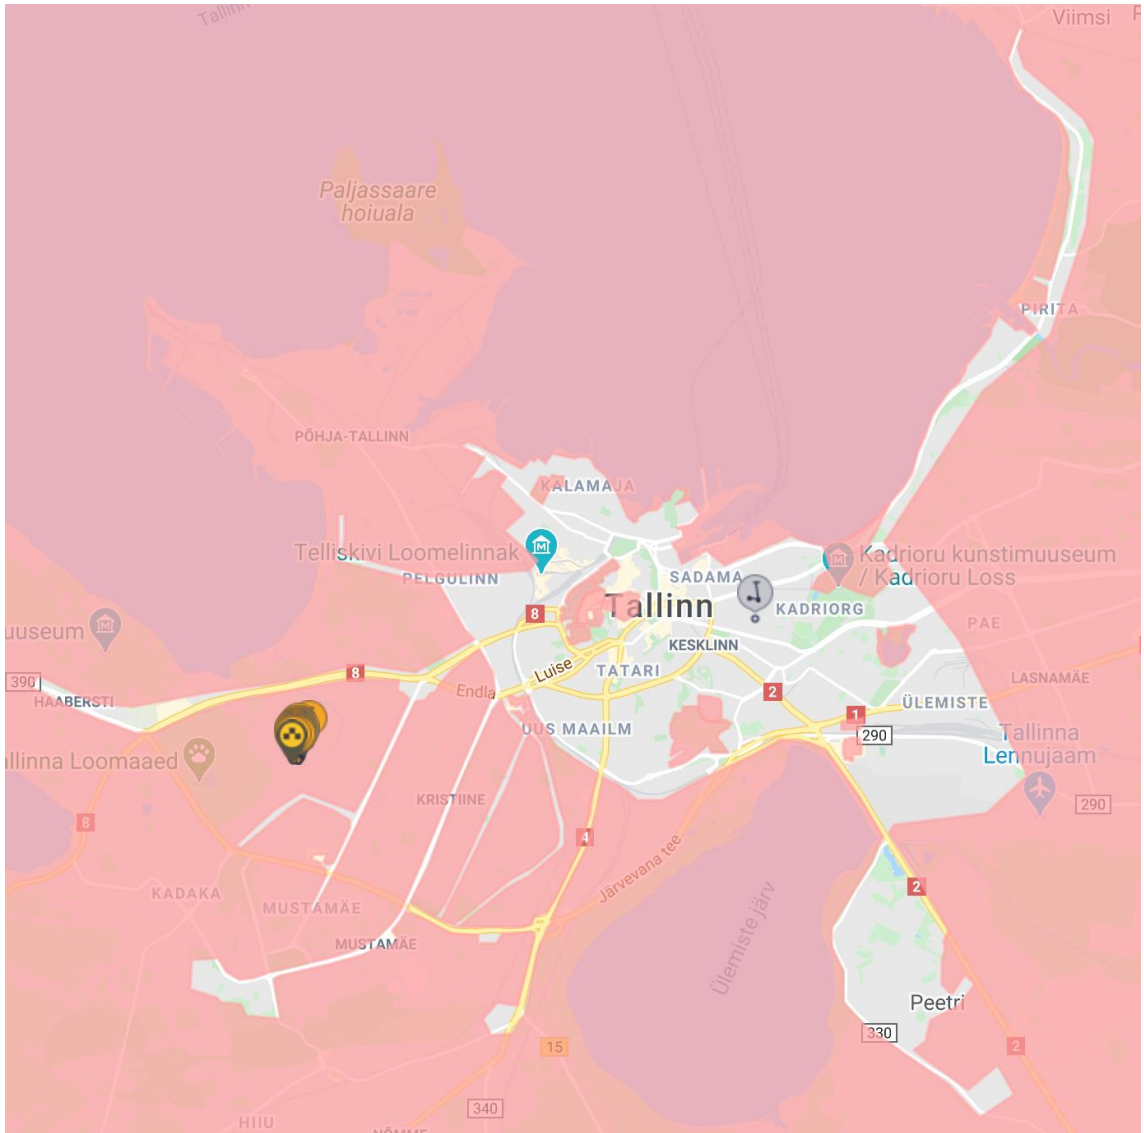 Tallinn
Viimsi
Paljassaare
hoiuala
PIRITA
PÕHJA-TALLINN
KALAMAJA
Telliskivi Loomelinnak
PELGULINN
SADAMA
Kadrioru kunstimuuseum
/ Kadrioru Loss
Tallinn
KADRIORG
8
uuseum
PAE
KESKLINN
Luise
TATARI
8
390
Endla
2
LASNAMÄE
HAABERSTI
ÜLEMISTE
1
UUS MAAILM
290
Tallinna
Lennujaam
allinna Loomaaed
KRISTIINE
290
8
4
Järvevana tee
KADAKA
MUSTAMÄE
2
MUSTAMÄE
Ülemiste järv
Peetri
330
15
2
340
HIIU
NÕMME